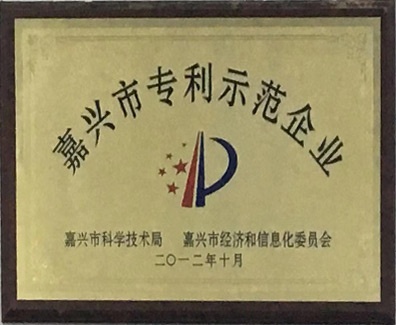 嘉兴市专利示范企业
嘉兴市科学技术局 嘉兴市经济和信息化委员会
二〇一二年十月